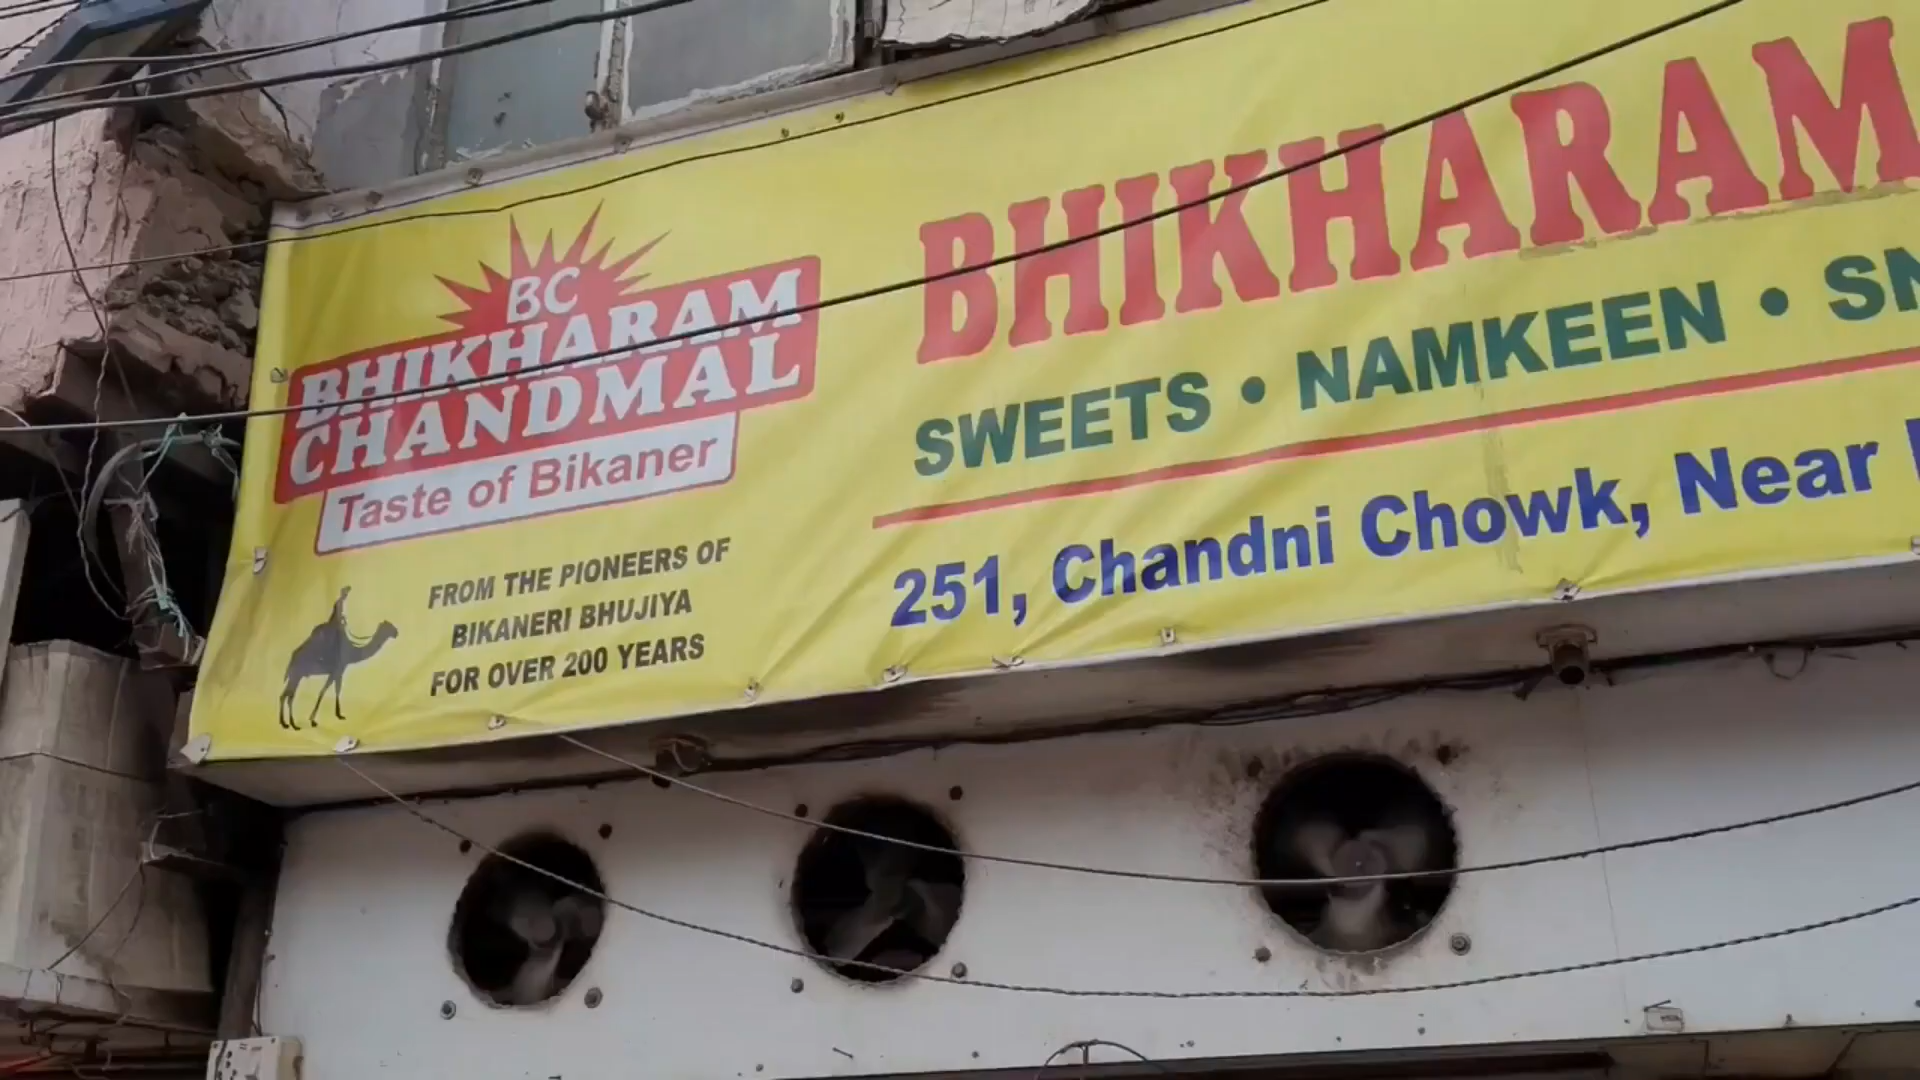 BC
BHIKHARAM
CHANDMAL
Taste of Bikaner
FROM THE PIONEERS OF
BIKANERI BHUJIYA
FOR OVER 200 YEARS
BHIKHARAM
SWEETS • NAMKEEN •
251, Chandni Chowk, Near